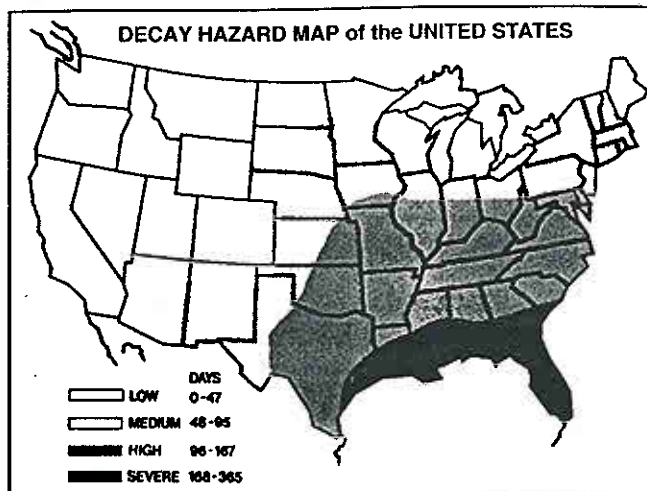 DECAY HAZARD MAP of the UNITED STATES
DAYS
LOW 0-47
MEDIUM 48-95
HIGH 96-167
SEVERE 168-365